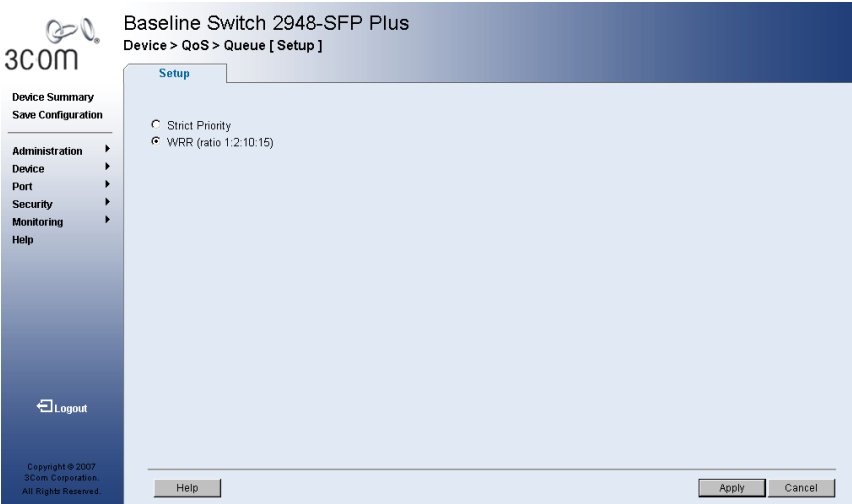 3COM
Baseline Switch 2948-SFP Plus
Device > QoS > Queue [ Setup ]
Setup
Device Summary
Save Configuration
Administration
Device
Port
Security
Monitoring
Help
Strict Priority
WRR (ratio 1:2:10:15)
Logout
Copyright © 2007
3Com Corporation.
All Rights Reserved.
Help
Apply
Cancel